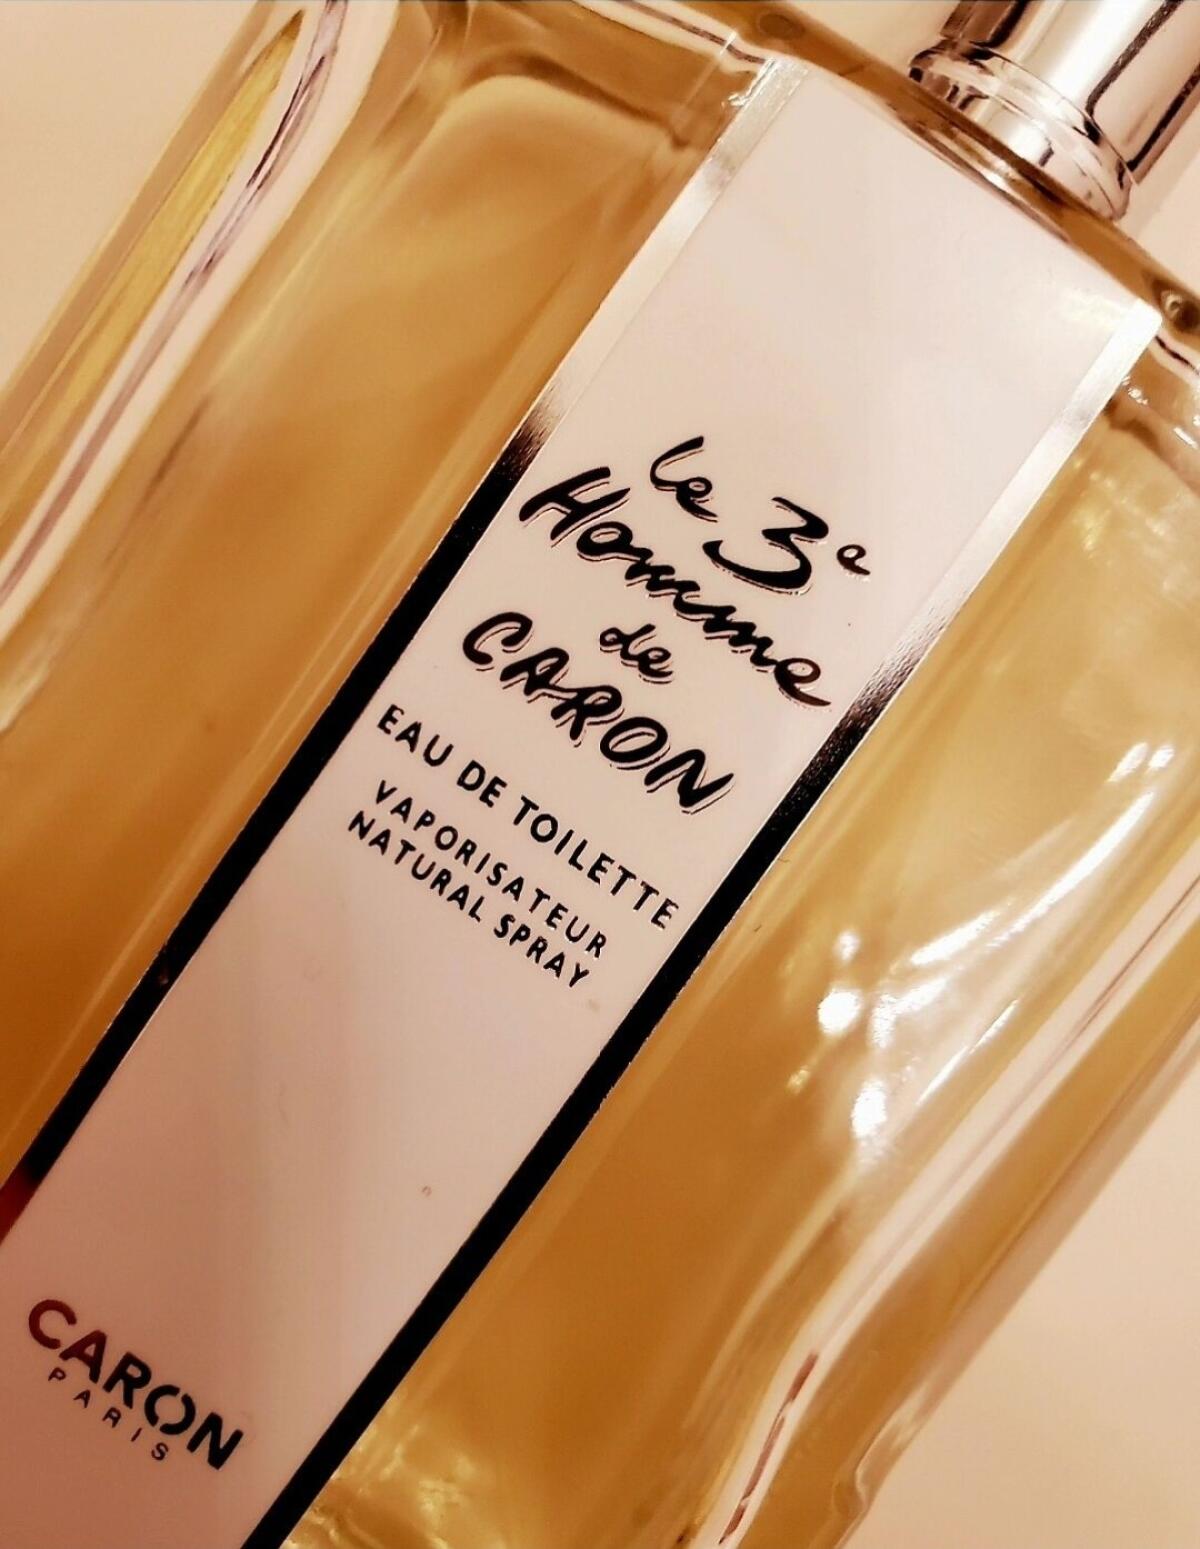 le 3e
Homme
de
CARON
EAU DE TOILETTE
VAPORISATEUR
NATURAL SPRAY
CARON
PARIS